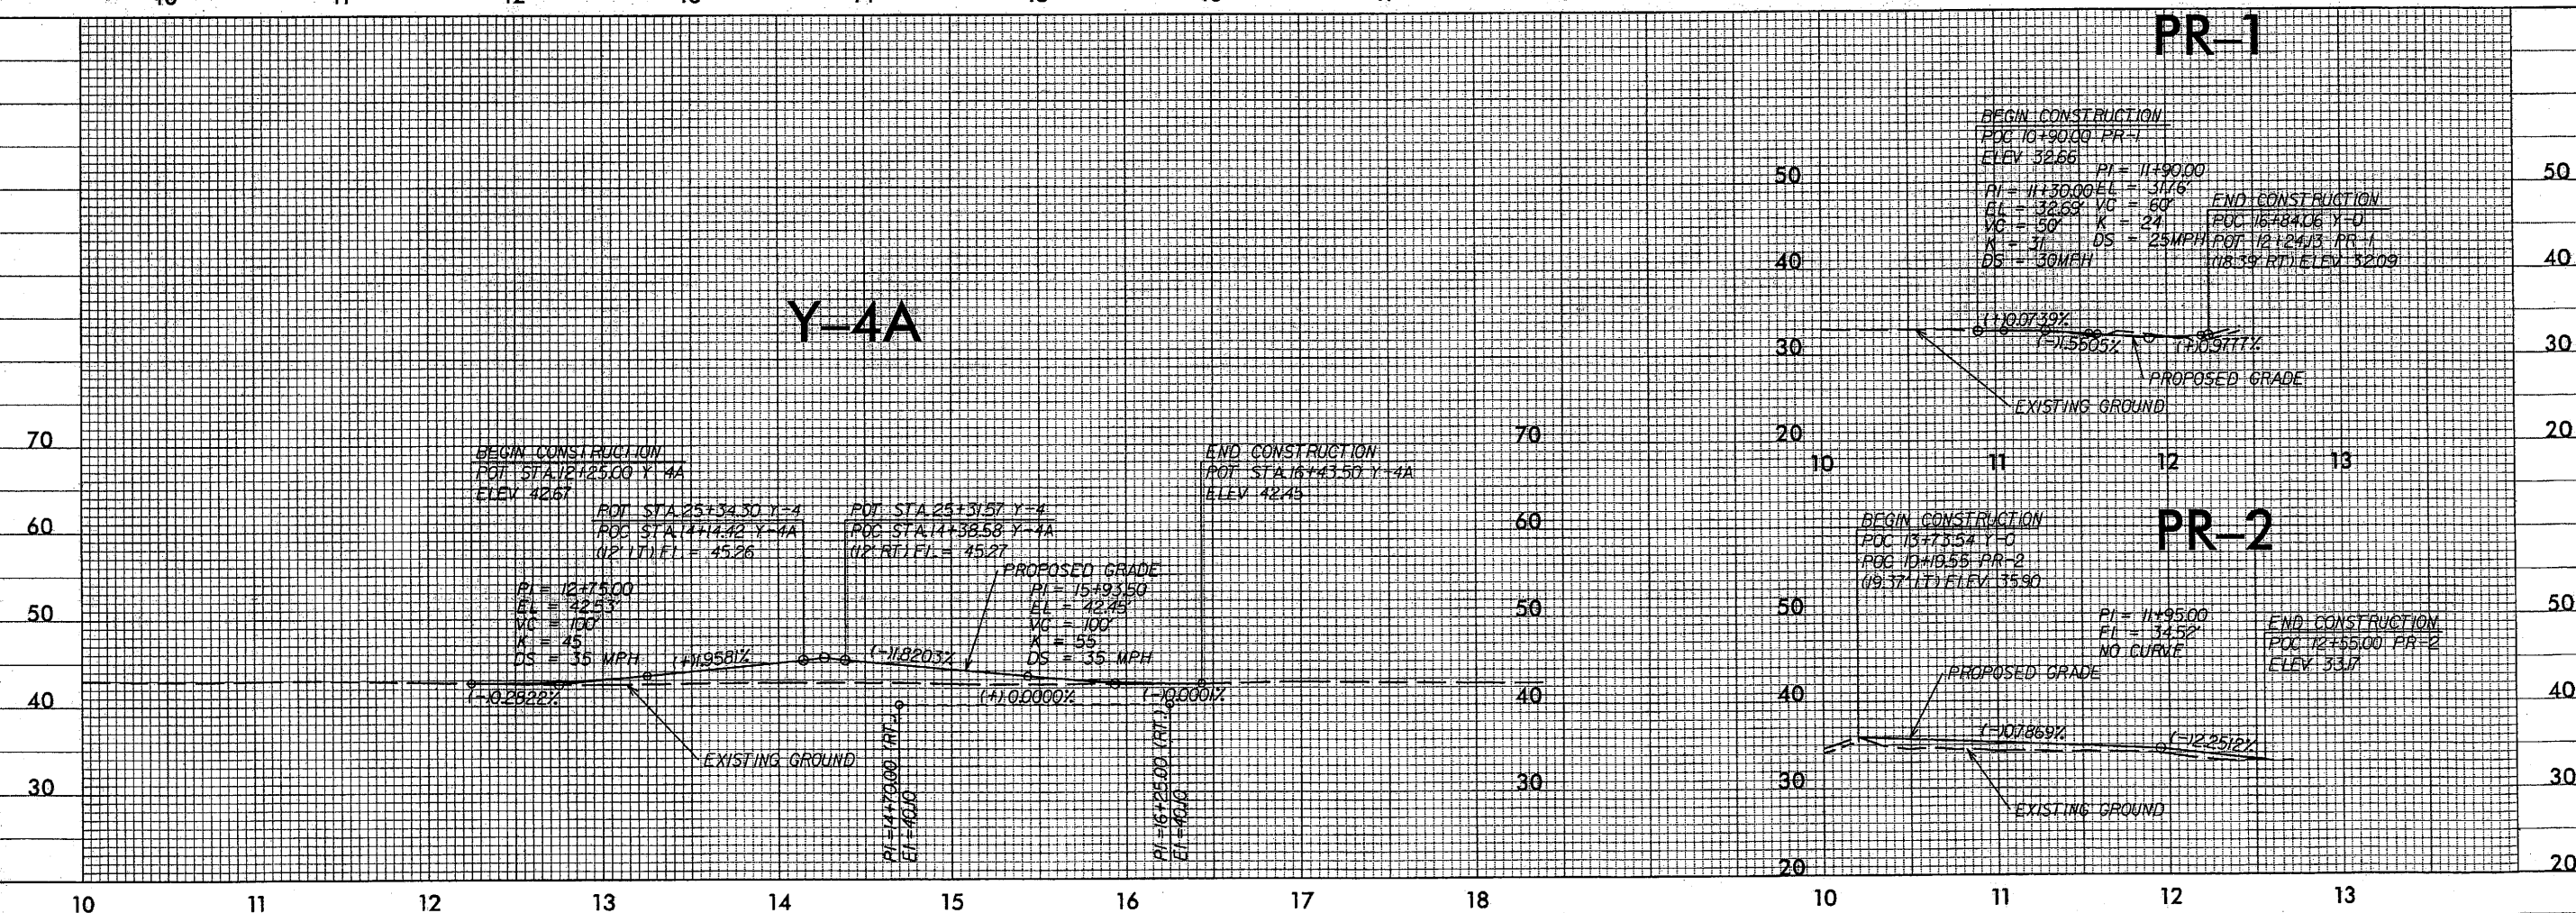 PR-1
BEGIN CONSTRUCTION
POC 10+90.00 PR-1
ELEV 32.66
PI = 11+30.00
EL = 32.69'
VC = 50'
K = 31
DS = 30MPH
PI = 11+90.00
EL = 31.76'
VC = 60'
K = 24
DS = 25MPH
END CONSTRUCTION
POC 16+84.06 Y-0
POT 12+24.13 PR-1
(18.39' RT) ELEV 32.09
50
40
30
20
50
40
30
20
(+)0.0739%
(-)1.5505%
(+)0.9777%
PROPOSED GRADE
EXISTING GROUND
10 11 12 13
Y-4A
BEGIN CONSTRUCTION
POT STA.12+25.00 Y-4A
ELEV 42.67
POT STA.25+34.30 Y-4
POC STA.14+14.42 Y-4A
(12' LT) EL = 45.26
POT STA.25+31.57 Y-4
POC STA.14+38.58 Y-4A
(12' RT) EL = 45.27
END CONSTRUCTION
POT STA.16+43.50 Y-4A
ELEV 42.45
PI = 12+75.00
EL = 42.53'
VC = 100'
K = 45
DS = 35 MPH
PROPOSED GRADE
PI = 15+93.50
EL = 42.45'
VC = 100'
K = 55
DS = 35 MPH
(-)0.2822%
(+)1.9581%
(-)1.8203%
(+)0.0000%
(-)0.0001%
EXISTING GROUND
PI=14+70.00 (RT.)
El=40.10
PI=16+25.00 (RT.)
El=40.10
70
60
50
40
30
70
60
50
40
30
10 11 12 13 14 15 16 17 18
PR-2
BEGIN CONSTRUCTION
POC 13+73.54 Y-0
POC 10+19.55 PR-2
(19.37' LT) ELEV 35.90
PI = 11+95.00
EL = 34.52'
NO CURVE
END CONSTRUCTION
POC 12+55.00 PR-2
ELEV 33.17
PROPOSED GRADE
(-)0.7869%
(-)2.2512%
EXISTING GROUND
50
40
30
20
50
40
30
20
10 11 12 13